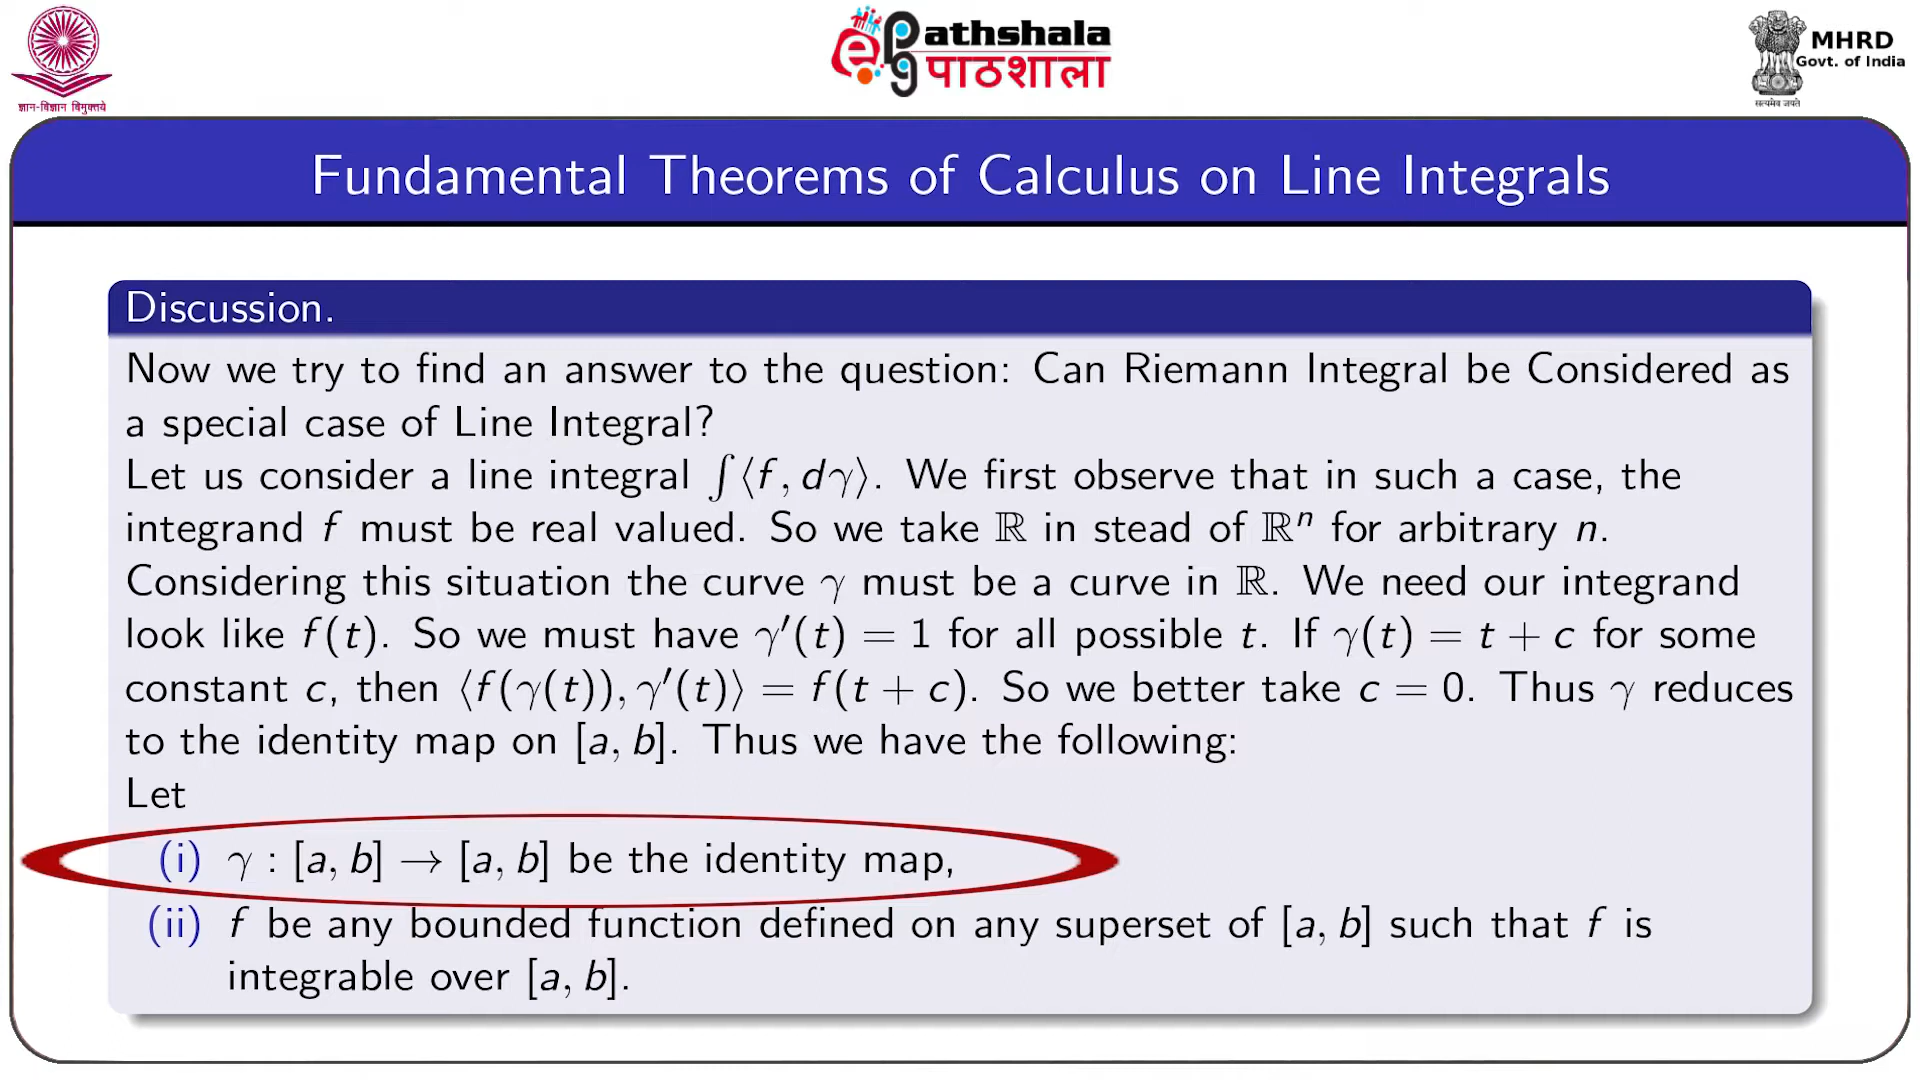 ज्ञान-विज्ञान विमुक्तये
ePG Pathshala
पाठशाला
MHRD
Govt. of India
सत्यमेव जयते
Fundamental Theorems of Calculus on Line Integrals
Discussion.
Now we try to find an answer to the question: Can Riemann Integral be Considered as
a special case of Line Integral?
Let us consider a line integral ∫⟨f, dγ⟩. We first observe that in such a case, the
integrand f must be real valued. So we take ℝ in stead of ℝⁿ for arbitrary n.
Considering this situation the curve γ must be a curve in ℝ. We need our integrand
look like f(t). So we must have γ′(t) = 1 for all possible t. If γ(t) = t + c for some
constant c, then ⟨f(γ(t)), γ′(t)⟩ = f(t + c). So we better take c = 0. Thus γ reduces
to the identity map on [a, b]. Thus we have the following:
Let
(i) γ : [a, b] → [a, b] be the identity map,
(ii) f be any bounded function defined on any superset of [a, b] such that f is
integrable over [a, b].